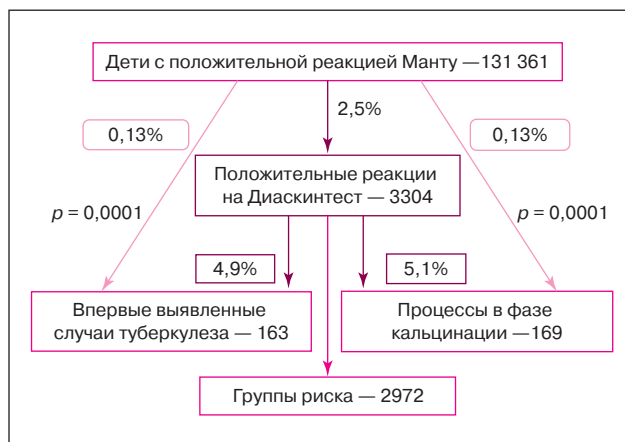 Дети с положительной реакцией Манту —131 361
0,13%
2,5%
0,13%
Положительные реакции
на Диаскинтест — 3304
p = 0,0001
p = 0,0001
4,9%
5,1%
Впервые выявленные
случаи туберкулеза — 163
Процессы в фазе
кальцинации —169
Группы риска — 2972